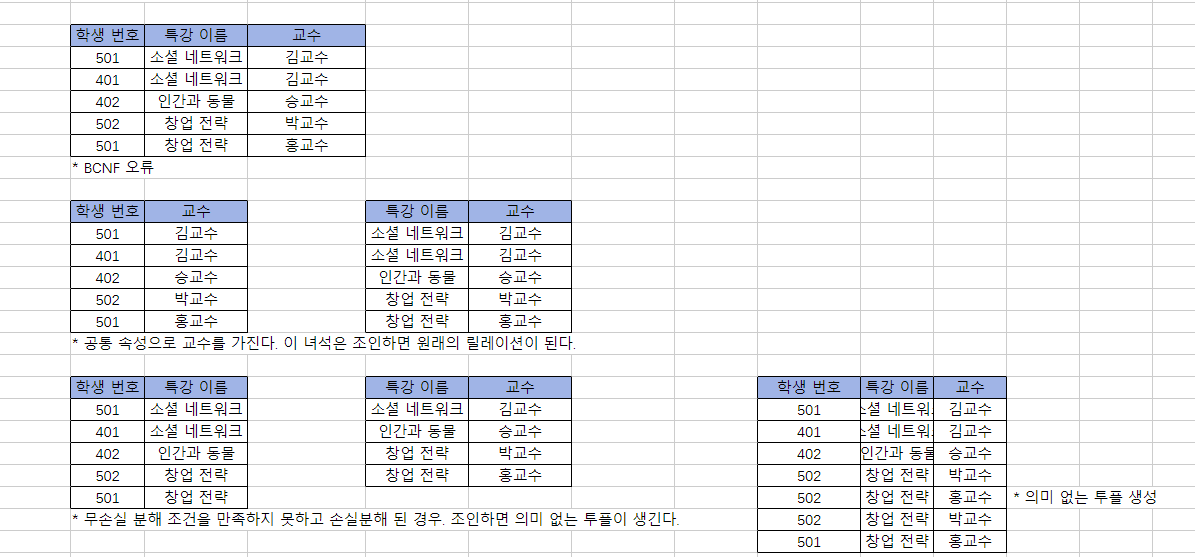 학생 번호 특강 이름 교수
501 소셜 네트워크 김교수
401 소셜 네트워크 김교수
402 인간과 동물 승교수
502 창업 전략 박교수
501 창업 전략 홍교수
* BCNF 오류
학생 번호 교수
501 김교수
401 김교수
402 승교수
502 박교수
501 홍교수
특강 이름 교수
소셜 네트워크 김교수
소셜 네트워크 김교수
인간과 동물 승교수
창업 전략 박교수
창업 전략 홍교수
* 공통 속성으로 교수를 가진다. 이 녀석은 조인하면 원래의 릴레이션이 된다.
학생 번호 특강 이름
501 소셜 네트워크
401 소셜 네트워크
402 인간과 동물
502 창업 전략
501 창업 전략
특강 이름 교수
소셜 네트워크 김교수
인간과 동물 승교수
창업 전략 박교수
창업 전략 홍교수
* 무손실 분해 조건을 만족하지 못하고 손실분해 된 경우. 조인하면 의미 없는 투플이 생긴다.
학생 번호 특강 이름 교수
501 김교수
401 김교수
402 인간과 동물 승교수
502 창업 전략 박교수
502 창업 전략 홍교수 * 의미 없는 투플 생성
502 창업 전략 박교수
501 창업 전략 홍교수